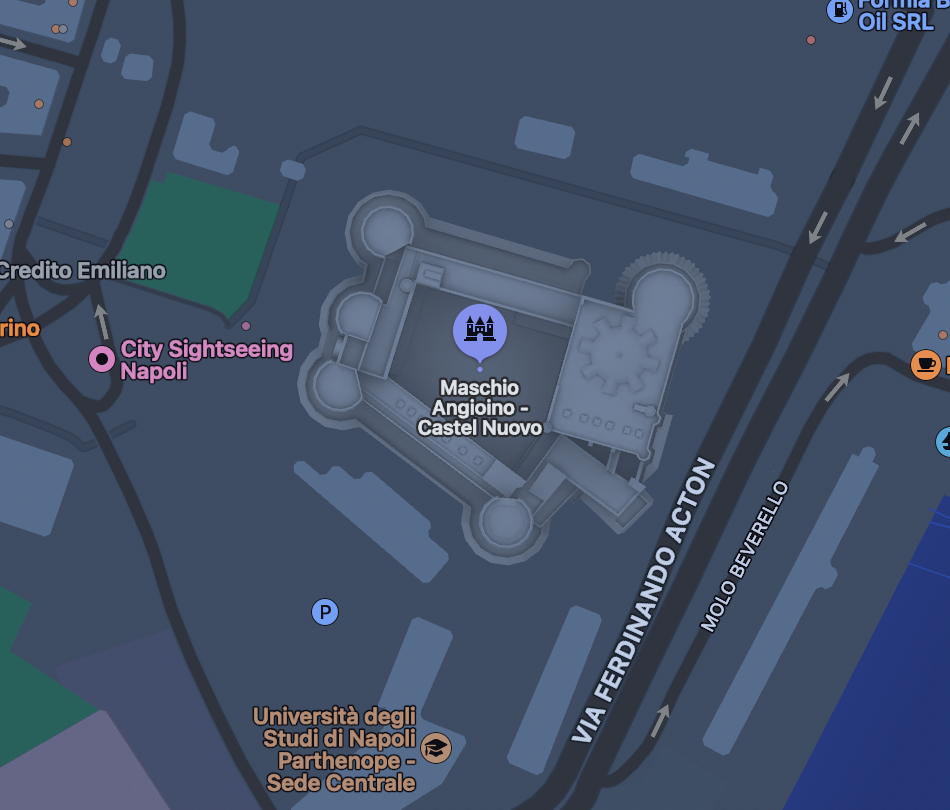 Oil SRL
Credito Emiliano
rino
City Sightseeing
Napoli
Maschio
Angioino -
Castel Nuovo
VIA FERDINANDO ACTON
MOLO BEVERELLO
P
Università degli
Studi di Napoli
Parthenope -
Sede Centrale